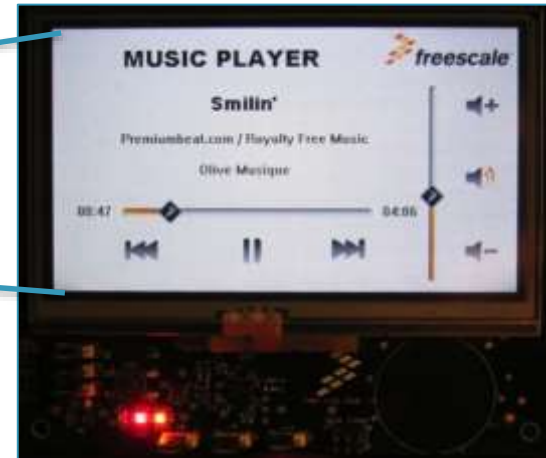 MUSIC PLAYER
freescale
Smilin'
Premiumbeat.com / Royalty Free Music
Olive Musique
00:47
04:06